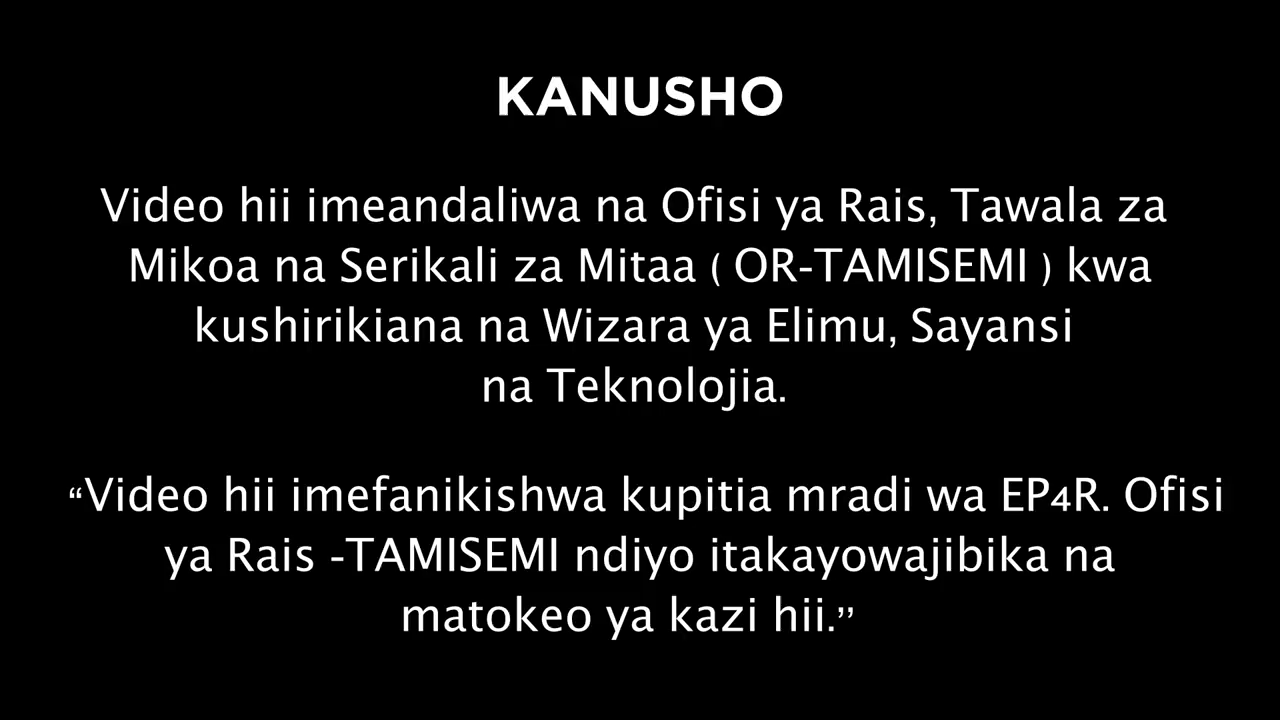 KANUSHO
Video hii imeandaliwa na Ofisi ya Rais, Tawala za
Mikoa na Serikali za Mitaa ( OR-TAMISEMI ) kwa
kushirikiana na Wizara ya Elimu, Sayansi
na Teknolojia.
“Video hii imefanikishwa kupitia mradi wa EP4R. Ofisi
ya Rais -TAMISEMI ndiyo itakayowajibika na
matokeo ya kazi hii.”